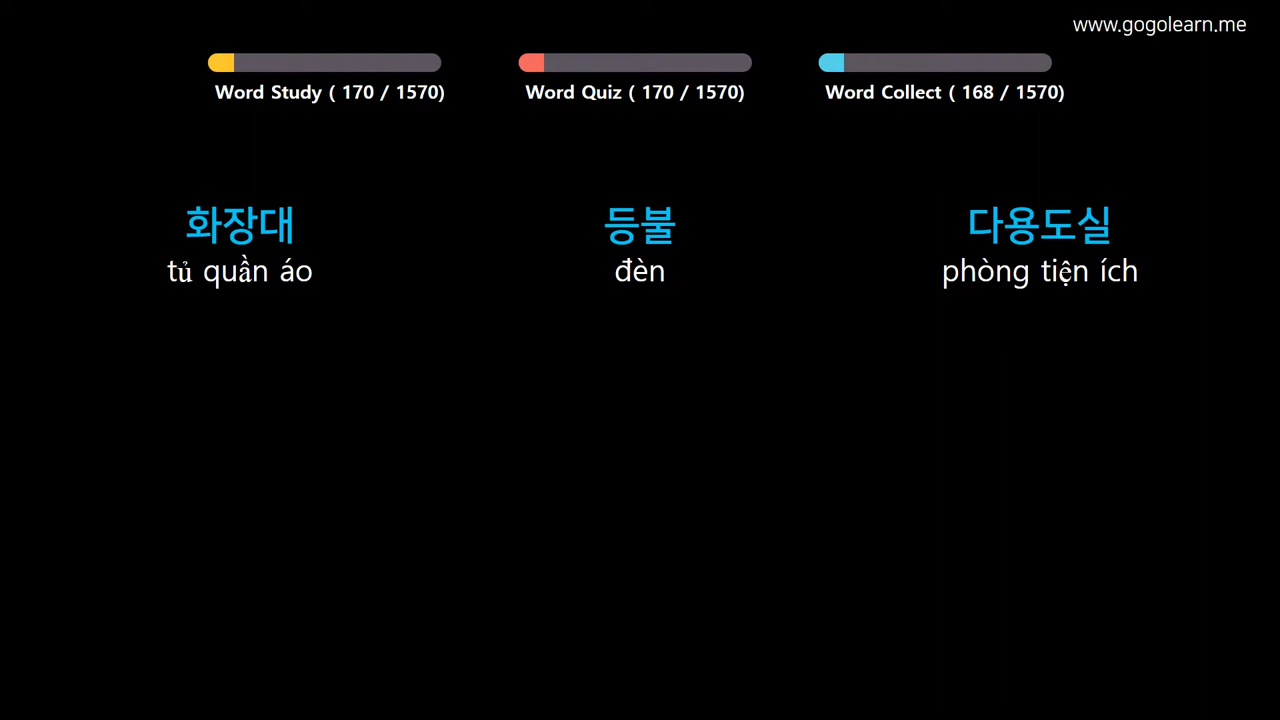 www.gogolearn.me
Word Study ( 170 / 1570)
Word Quiz ( 170 / 1570)
Word Collect ( 168 / 1570)
화장대
tủ quần áo
등불
đèn
다용도실
phòng tiện ích